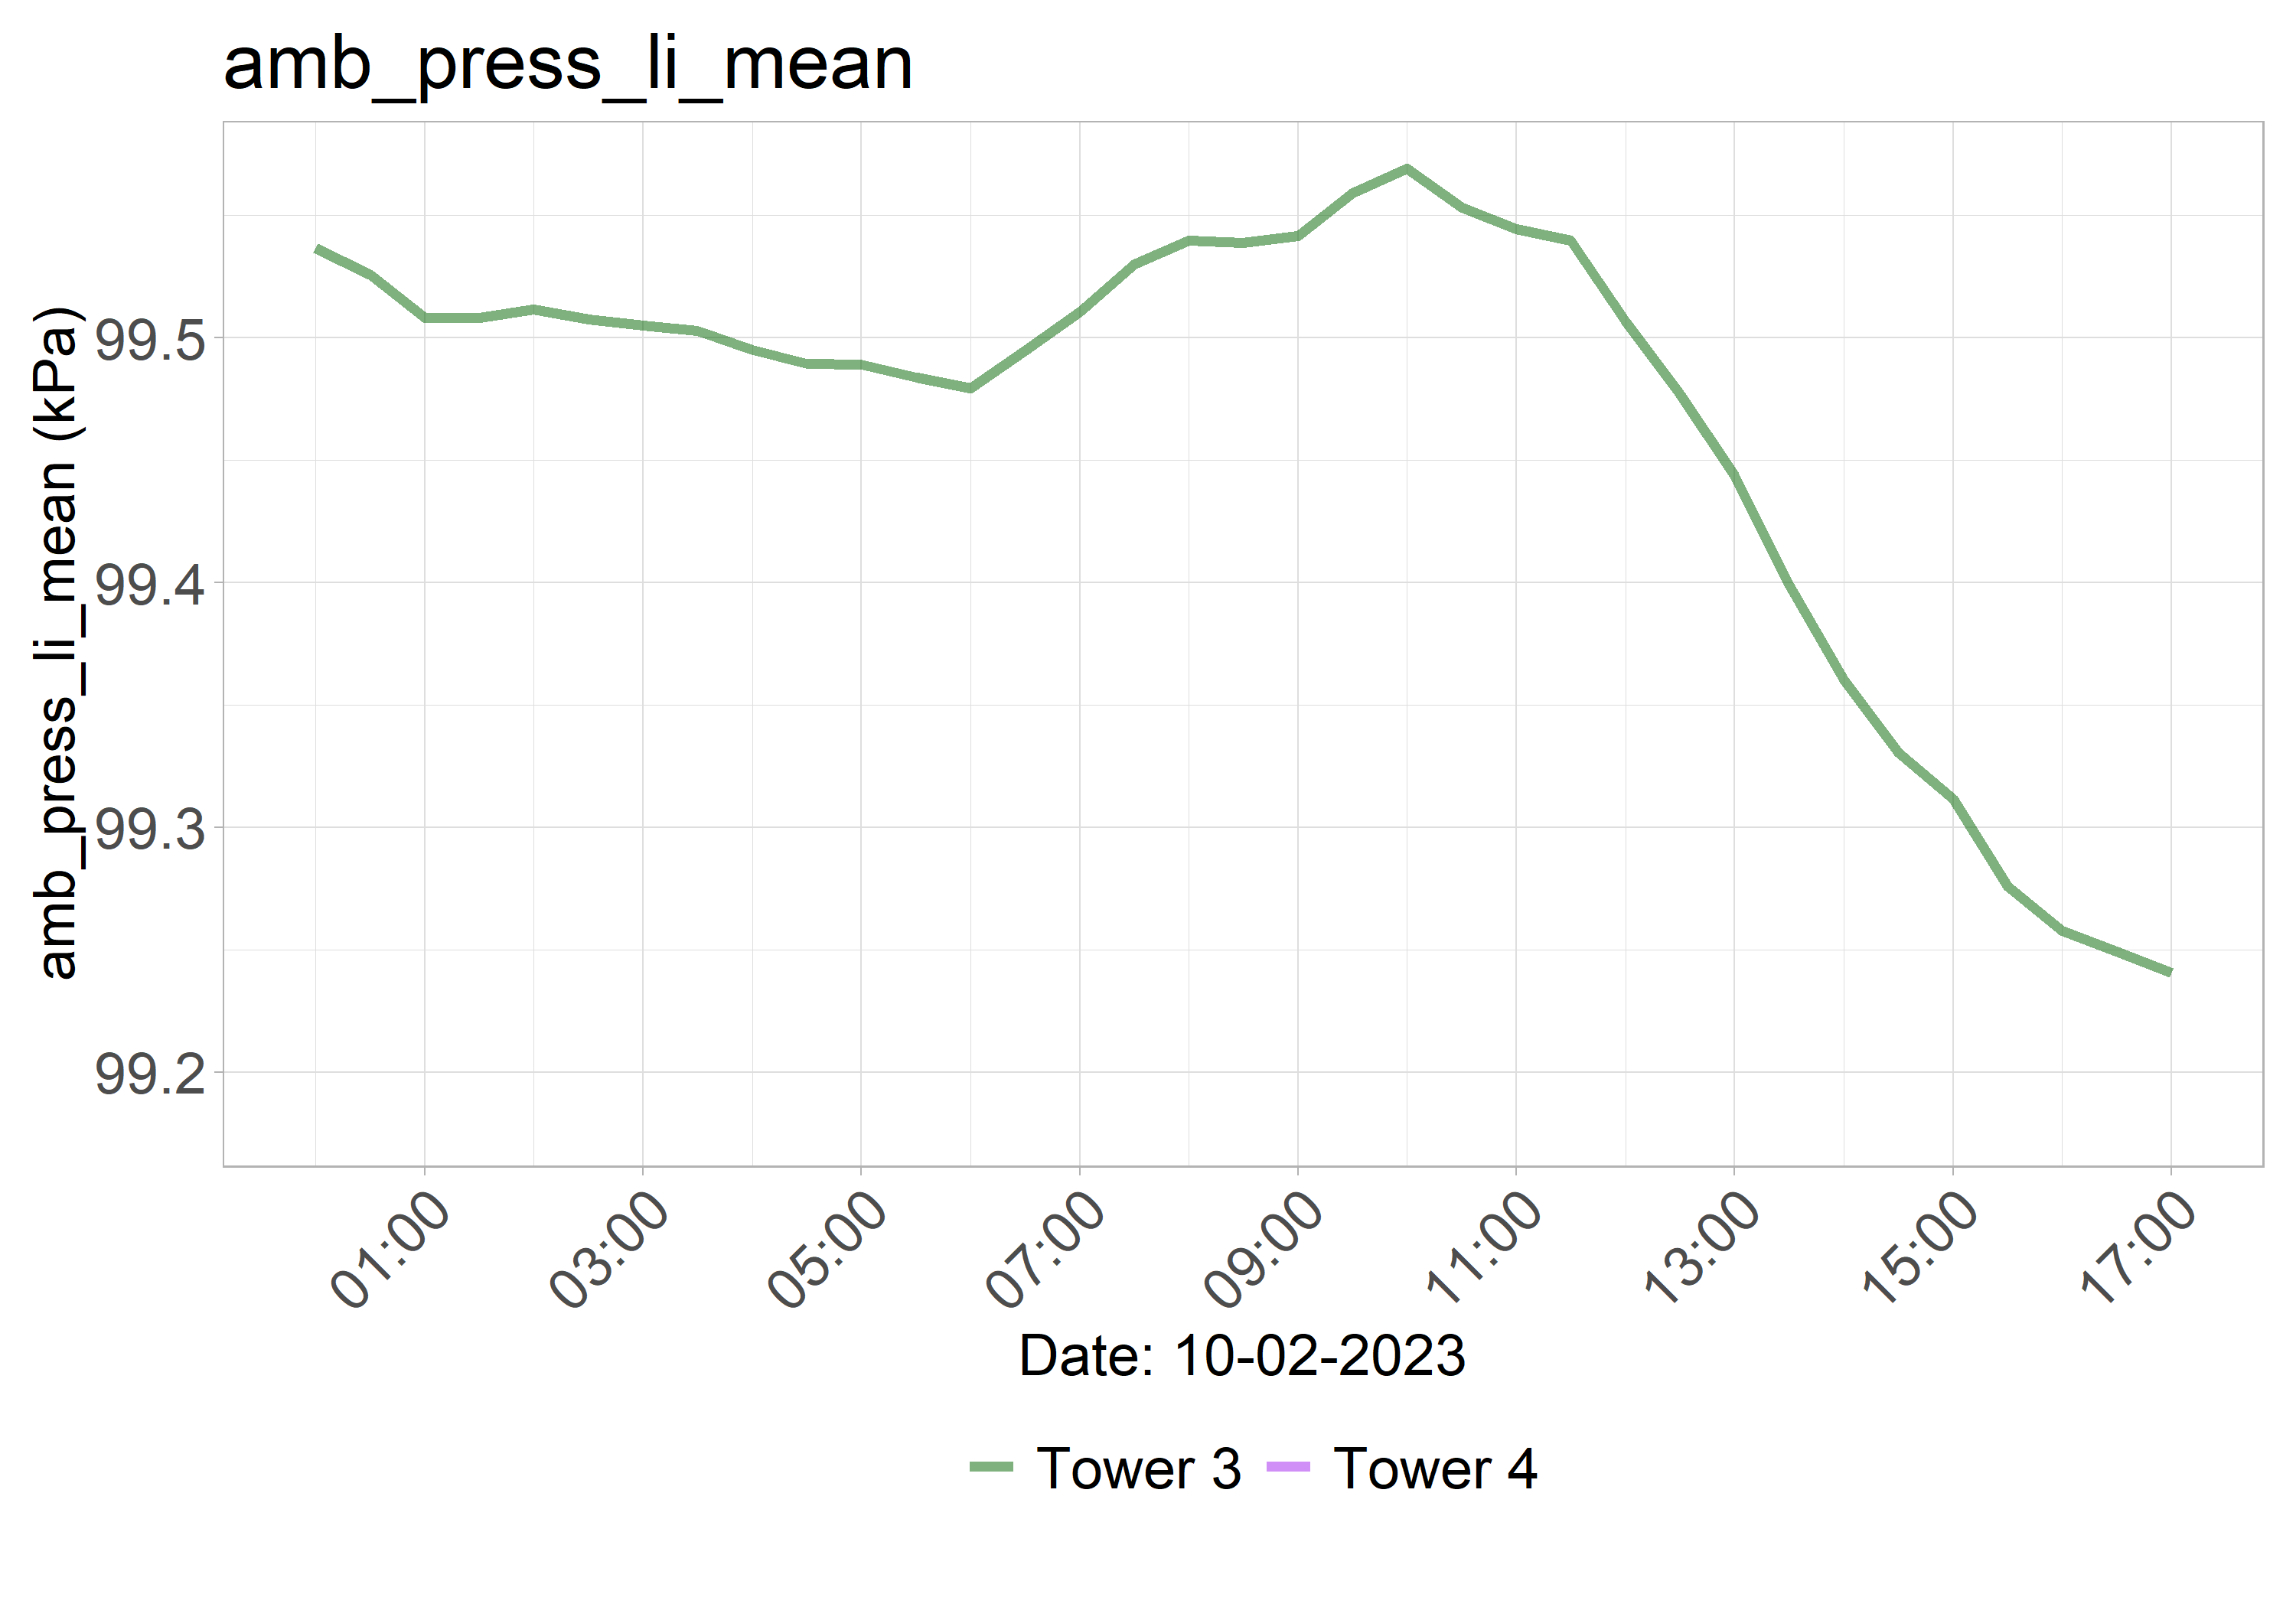 amb_press_li_mean
amb_press_li_mean (kPa)
99.5
99.4
99.3
99.2
01:00 03:00 05:00 07:00 09:00 11:00 13:00 15:00 17:00
Date: 10-02-2023
Tower 3 Tower 4